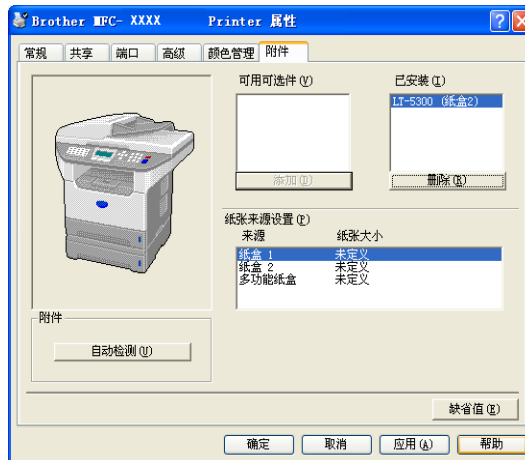 Brother MFC- XXXX Printer 属性
常规 共享 端口 高级 颜色管理 附件
可用可选件(V) 已安装(I)
LT-5300 (纸盒2)
添加(D) 删除(R)
纸张来源设置(P)
来源 纸张大小
纸盒 1 未定义
纸盒 2 未定义
多功能纸盒 未定义
附件
自动检测(U)
缺省值(E)
确定 取消 应用(A) 帮助